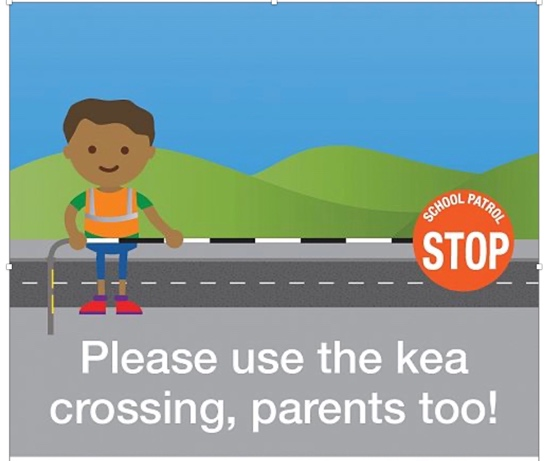 SCHOOL PATROL
STOP
Please use the kea
crossing, parents too!